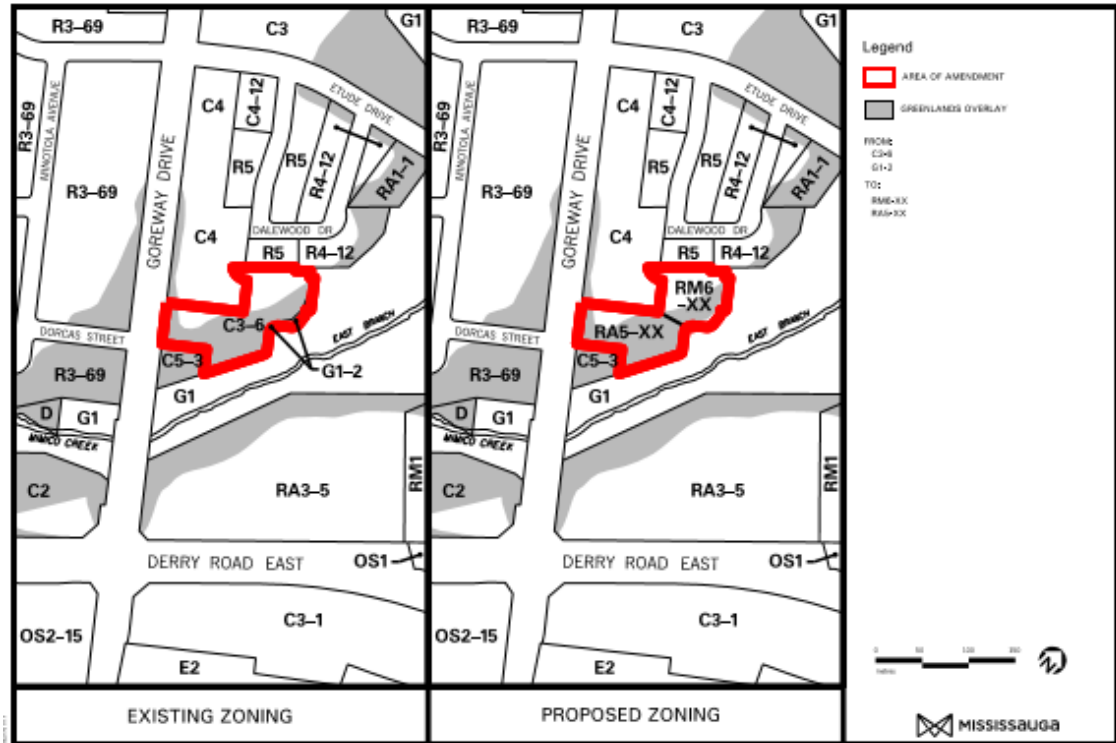 R3–69
C3
G1
R3–69
MINOTOLA AVENUE
R3–69
GOREWAY DRIVE
C4
C4–12
R5
R5
R4–12
ETUDE DRIVE
RA1–1
C4
DALEWOOD DR
R5
R4–12
C3–6
DORCAS STREET
C5–3
EAST BRANCH
G1–2
R3–69
D
G1
G1
MIMICO CREEK
C2
RA3–5
RM1
DERRY ROAD EAST
OS1
OS2–15
C3–1
E2
EXISTING ZONING
R3–69
C3
G1
R3–69
MINOTOLA AVENUE
R3–69
GOREWAY DRIVE
C4
C4–12
R5
R5
R4–12
ETUDE DRIVE
RA1–1
C4
DALEWOOD DR
R5
R4–12
RM6
–XX
RA5–XX
DORCAS STREET
C5–3
EAST BRANCH
R3–69
D
G1
G1
MIMICO CREEK
C2
RA3–5
RM1
DERRY ROAD EAST
OS1
OS2–15
C3–1
E2
PROPOSED ZONING
Legend
AREA OF AMENDMENT
GREENLANDS OVERLAY
FROM:
C3-6
G1-2
TO:
RM6-XX
RA5-XX
0 50 100 150
metres
MISSISSAUGA